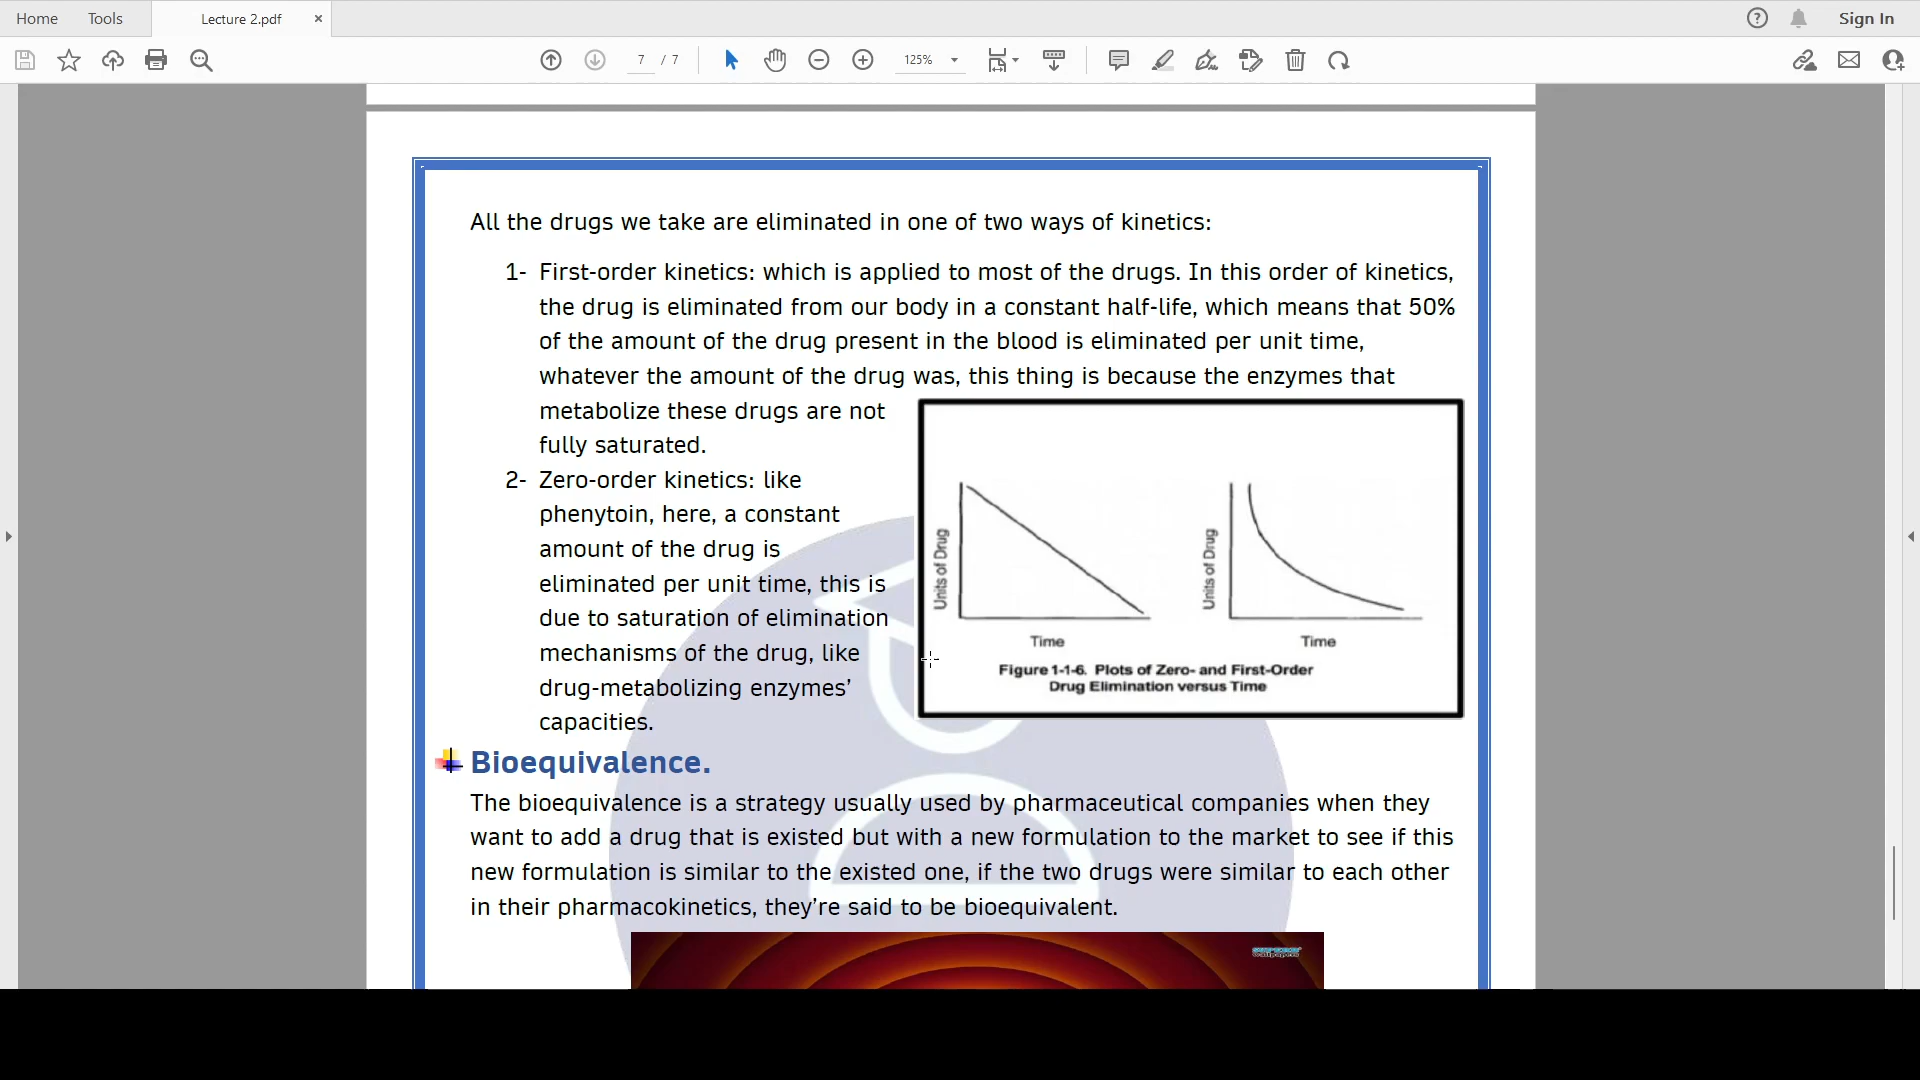 Home
Tools
Lecture 2.pdf
Sign In
7 / 7
125%
All the drugs we take are eliminated in one of two ways of kinetics:
1- First-order kinetics: which is applied to most of the drugs. In this order of kinetics,
the drug is eliminated from our body in a constant half-life, which means that 50%
of the amount of the drug present in the blood is eliminated per unit time,
whatever the amount of the drug was, this thing is because the enzymes that
metabolize these drugs are not
fully saturated.
2- Zero-order kinetics: like
phenytoin, here, a constant
amount of the drug is
eliminated per unit time, this is
due to saturation of elimination
mechanisms of the drug, like
drug-metabolizing enzymes’
capacities.
Units of Drug
Time
Units of Drug
Time
Figure 1-1-6. Plots of Zero- and First-Order
Drug Elimination versus Time
Bioequivalence.
The bioequivalence is a strategy usually used by pharmaceutical companies when they
want to add a drug that is existed but with a new formulation to the market to see if this
new formulation is similar to the existed one, if the two drugs were similar to each other
in their pharmacokinetics, they’re said to be bioequivalent.